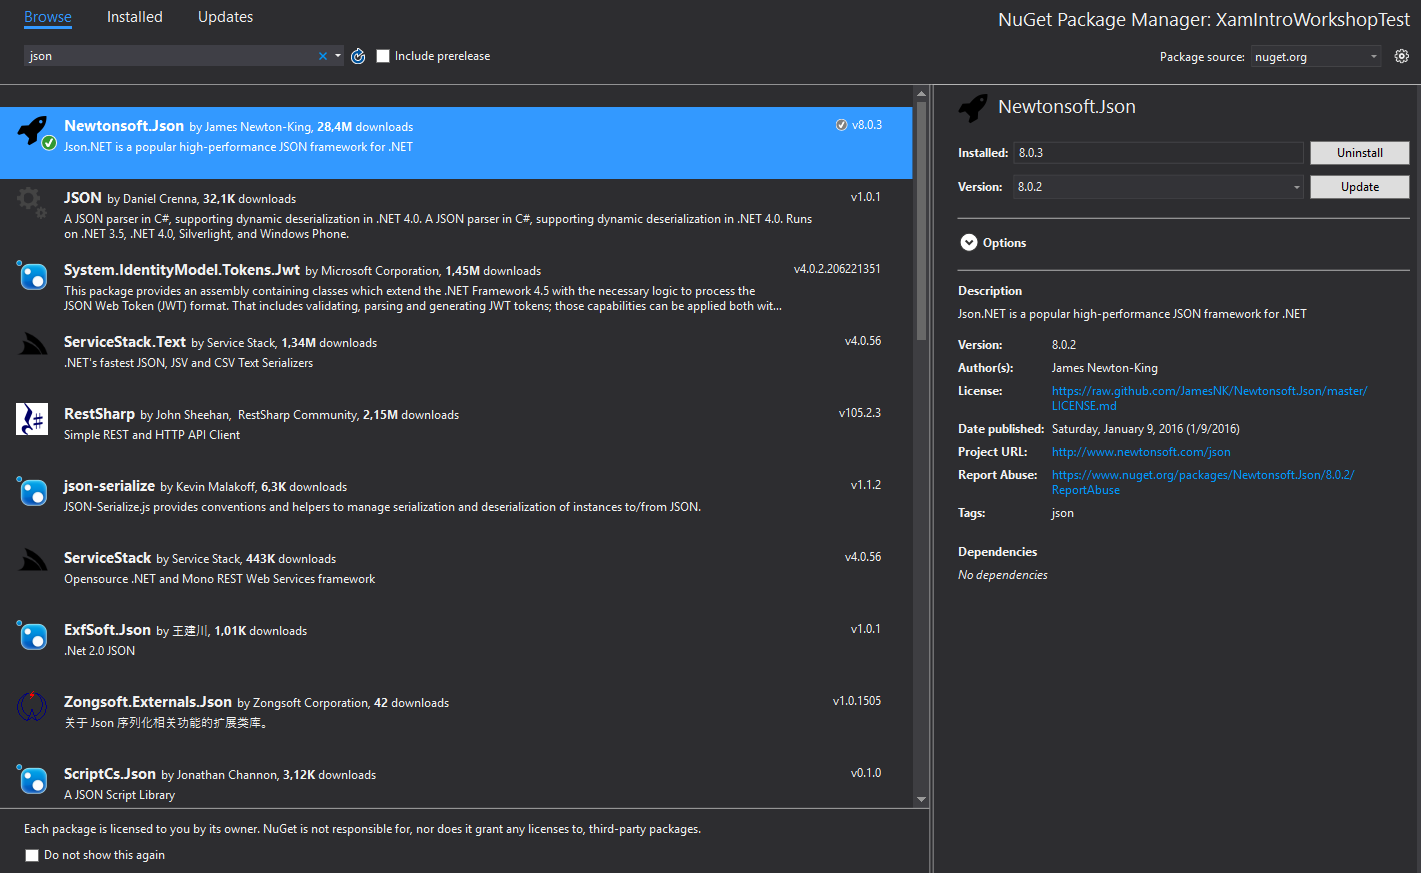 Browse Installed Updates
NuGet Package Manager: XamIntroWorkshopTest
json
Include prerelease
Package source: nuget.org
Newtonsoft.Json by James Newton-King, 28,4M downloads
v8.0.3
Json.NET is a popular high-performance JSON framework for .NET
JSON by Daniel Crenna, 32,1K downloads
v1.0.1
A JSON parser in C#, supporting dynamic deserialization in .NET 4.0. A JSON parser in C#, supporting dynamic deserialization in .NET 4.0. Runs
on .NET 3.5, .NET 4.0, Silverlight, and Windows Phone.
System.IdentityModel.Tokens.Jwt by Microsoft Corporation, 1,45M downloads
v4.0.2.206221351
This package provides an assembly containing classes which extend the .NET Framework 4.5 with the necessary logic to process the
JSON Web Token (JWT) format. That includes validating, parsing and generating JWT tokens; those capabilities can be applied both wit...
ServiceStack.Text by Service Stack, 1,34M downloads
v4.0.56
.NET's fastest JSON, JSV and CSV Text Serializers
RestSharp by John Sheehan, RestSharp Community, 2,15M downloads
v105.2.3
Simple REST and HTTP API Client
json-serialize by Kevin Malakoff, 6,3K downloads
v1.1.2
JSON-Serialize.js provides conventions and helpers to manage serialization and deserialization of instances to/from JSON.
ServiceStack by Service Stack, 443K downloads
v4.0.56
Opensource .NET and Mono REST Web Services framework
ExfSoft.Json by 王建川, 1,01K downloads
v1.0.1
.Net 2.0 JSON
Zongsoft.Externals.Json by Zongsoft Corporation, 42 downloads
v1.0.1505
关于 Json 序列化相关功能的扩展类库。
ScriptCs.Json by Jonathan Channon, 3,12K downloads
v0.1.0
A JSON Script Library
Each package is licensed to you by its owner. NuGet is not responsible for, nor does it grant any licenses to, third-party packages.
Do not show this again
Newtonsoft.Json
Installed: 8.0.3 Uninstall
Version: 8.0.2 Update
Options
Description
Json.NET is a popular high-performance JSON framework for .NET
Version: 8.0.2
Author(s): James Newton-King
License: https://raw.github.com/JamesNK/Newtonsoft.Json/master/
LICENSE.md
Date published: Saturday, January 9, 2016 (1/9/2016)
Project URL: http://www.newtonsoft.com/json
Report Abuse: https://www.nuget.org/packages/Newtonsoft.Json/8.0.2/
ReportAbuse
Tags: json
Dependencies
No dependencies